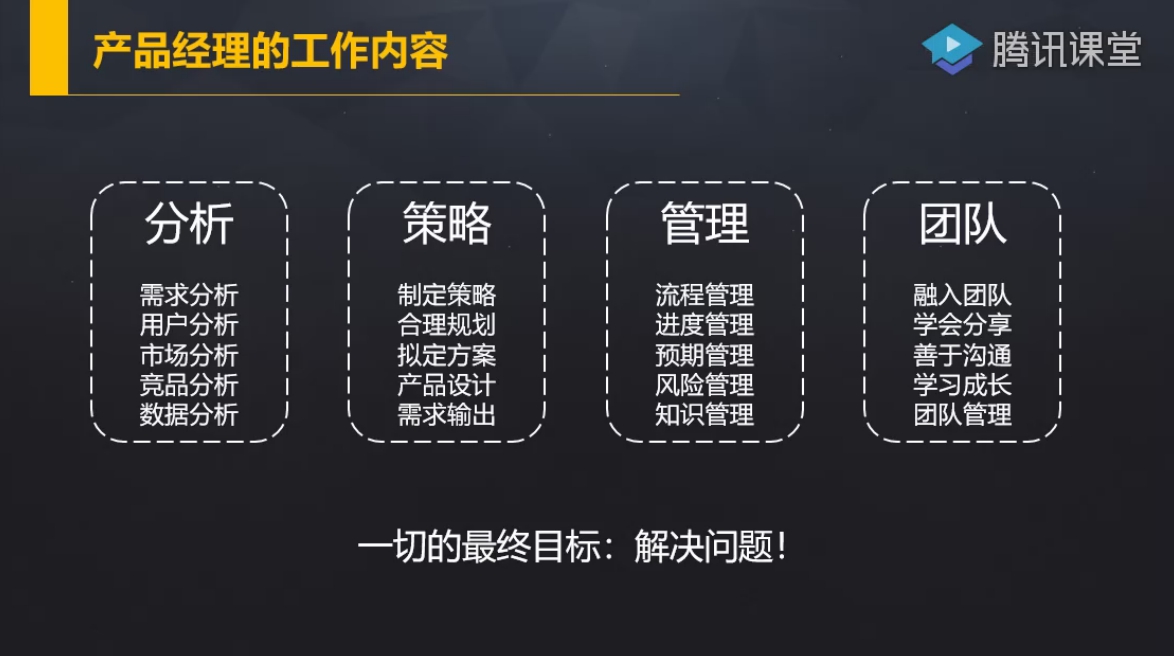 产品经理的工作内容
腾讯课堂
分析
需求分析
用户分析
市场分析
竞品分析
数据分析
策略
制定策略
合理规划
拟定方案
产品设计
需求输出
管理
流程管理
进度管理
预期管理
风险管理
知识管理
团队
融入团队
学会分享
善于沟通
学习成长
团队管理
一切的最终目标：解决问题！